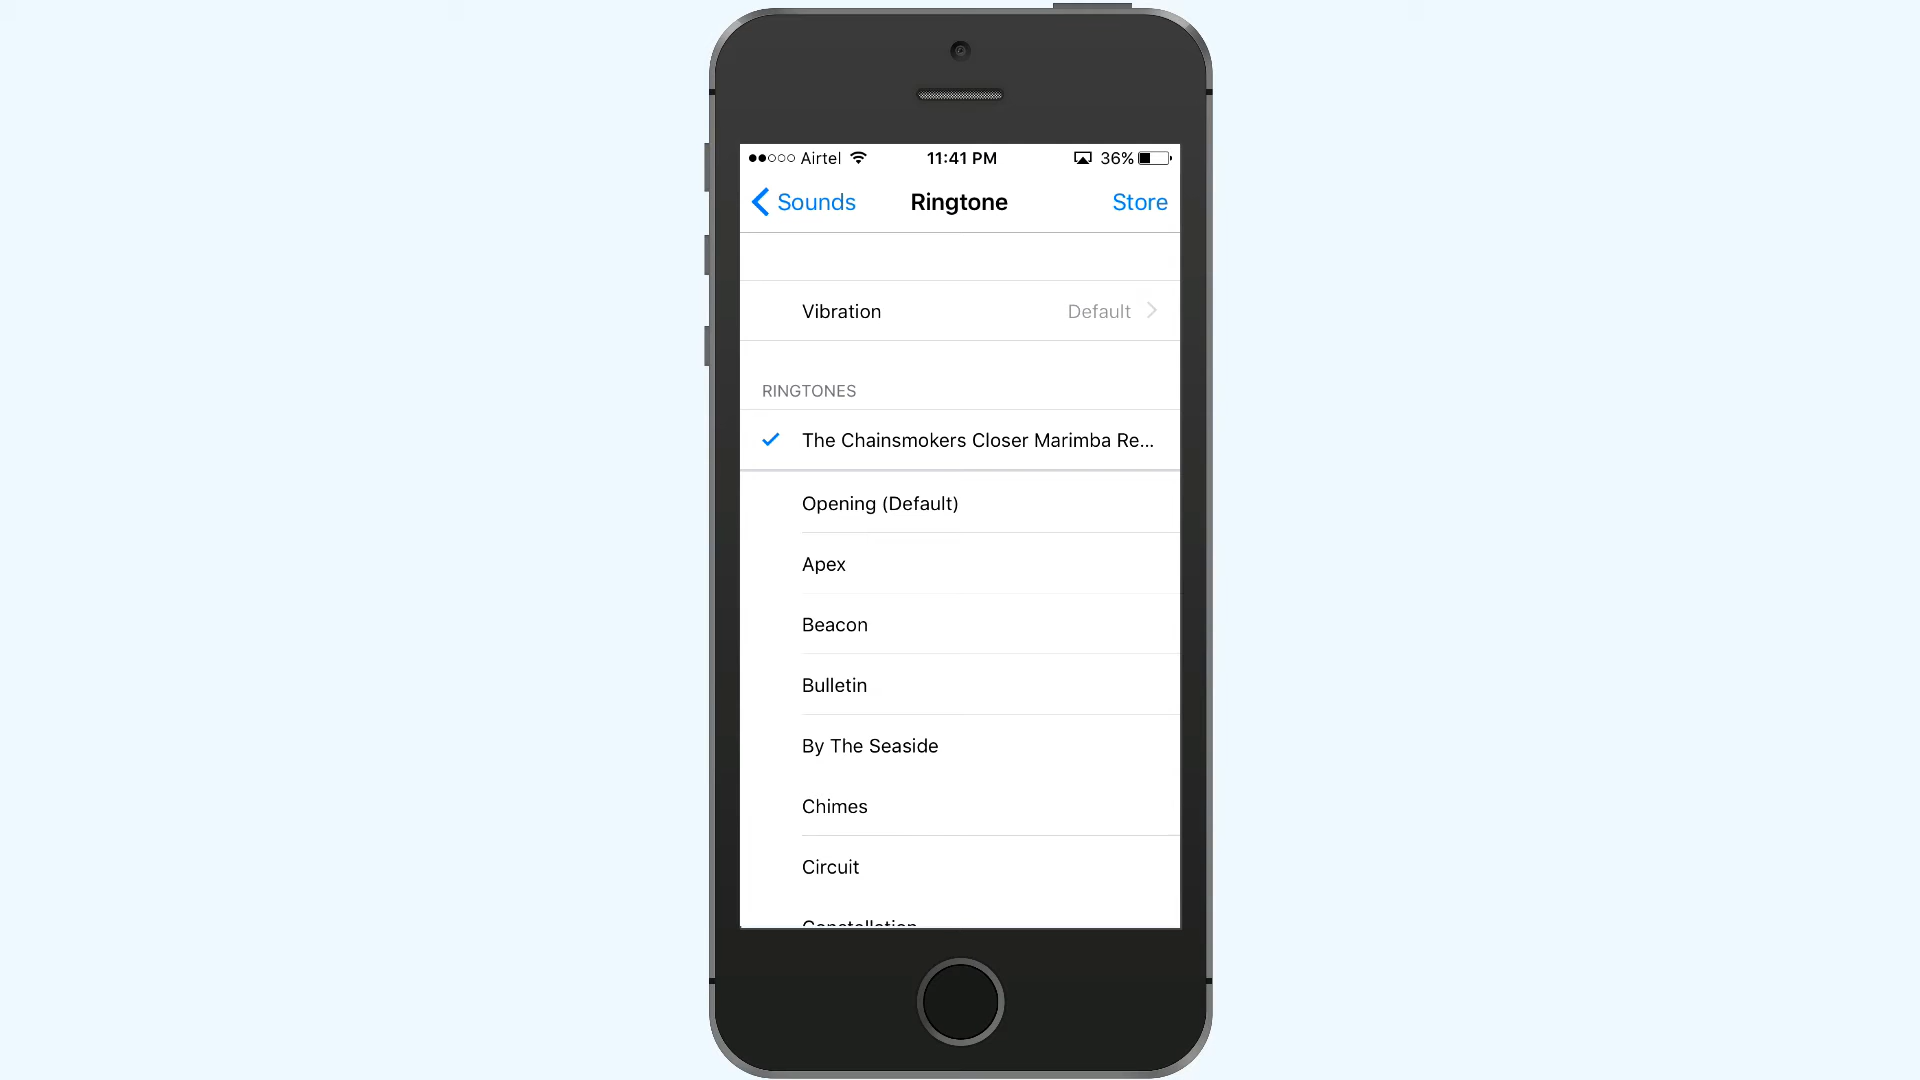 Airtel 11:41 PM 36%
Sounds Ringtone Store
Vibration Default
RINGTONES
The Chainsmokers Closer Marimba Re...
Opening (Default)
Apex
Beacon
Bulletin
By The Seaside
Chimes
Circuit
Constellation